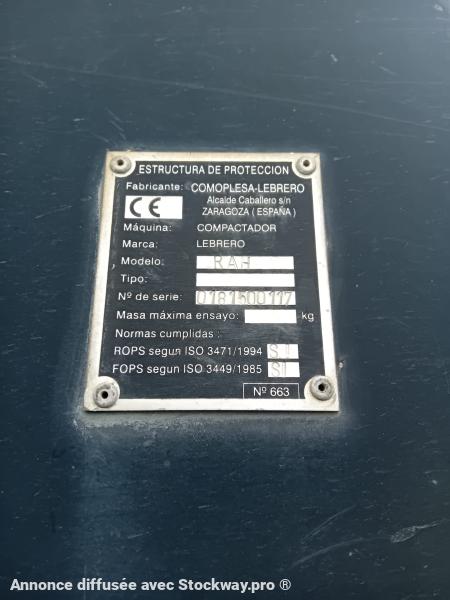 ESTRUCTURA DE PROTECCION
Fabricante: COMOPLESA-LEBRERO
CE Alcalde Caballero s/n
ZARAGOZA ( ESPAÑA )
Máquina: COMPACTADOR
Marca: LEBRERO
Modelo: RAH
Tipo:
Nº de serie: 0181500117
Masa máxima ensayo: kg
Normas cumplidas :
ROPS segun ISO 3471/1994 SI
FOPS segun ISO 3449/1985 SI
Nº 663
Annonce diffusée avec Stockway.pro ®